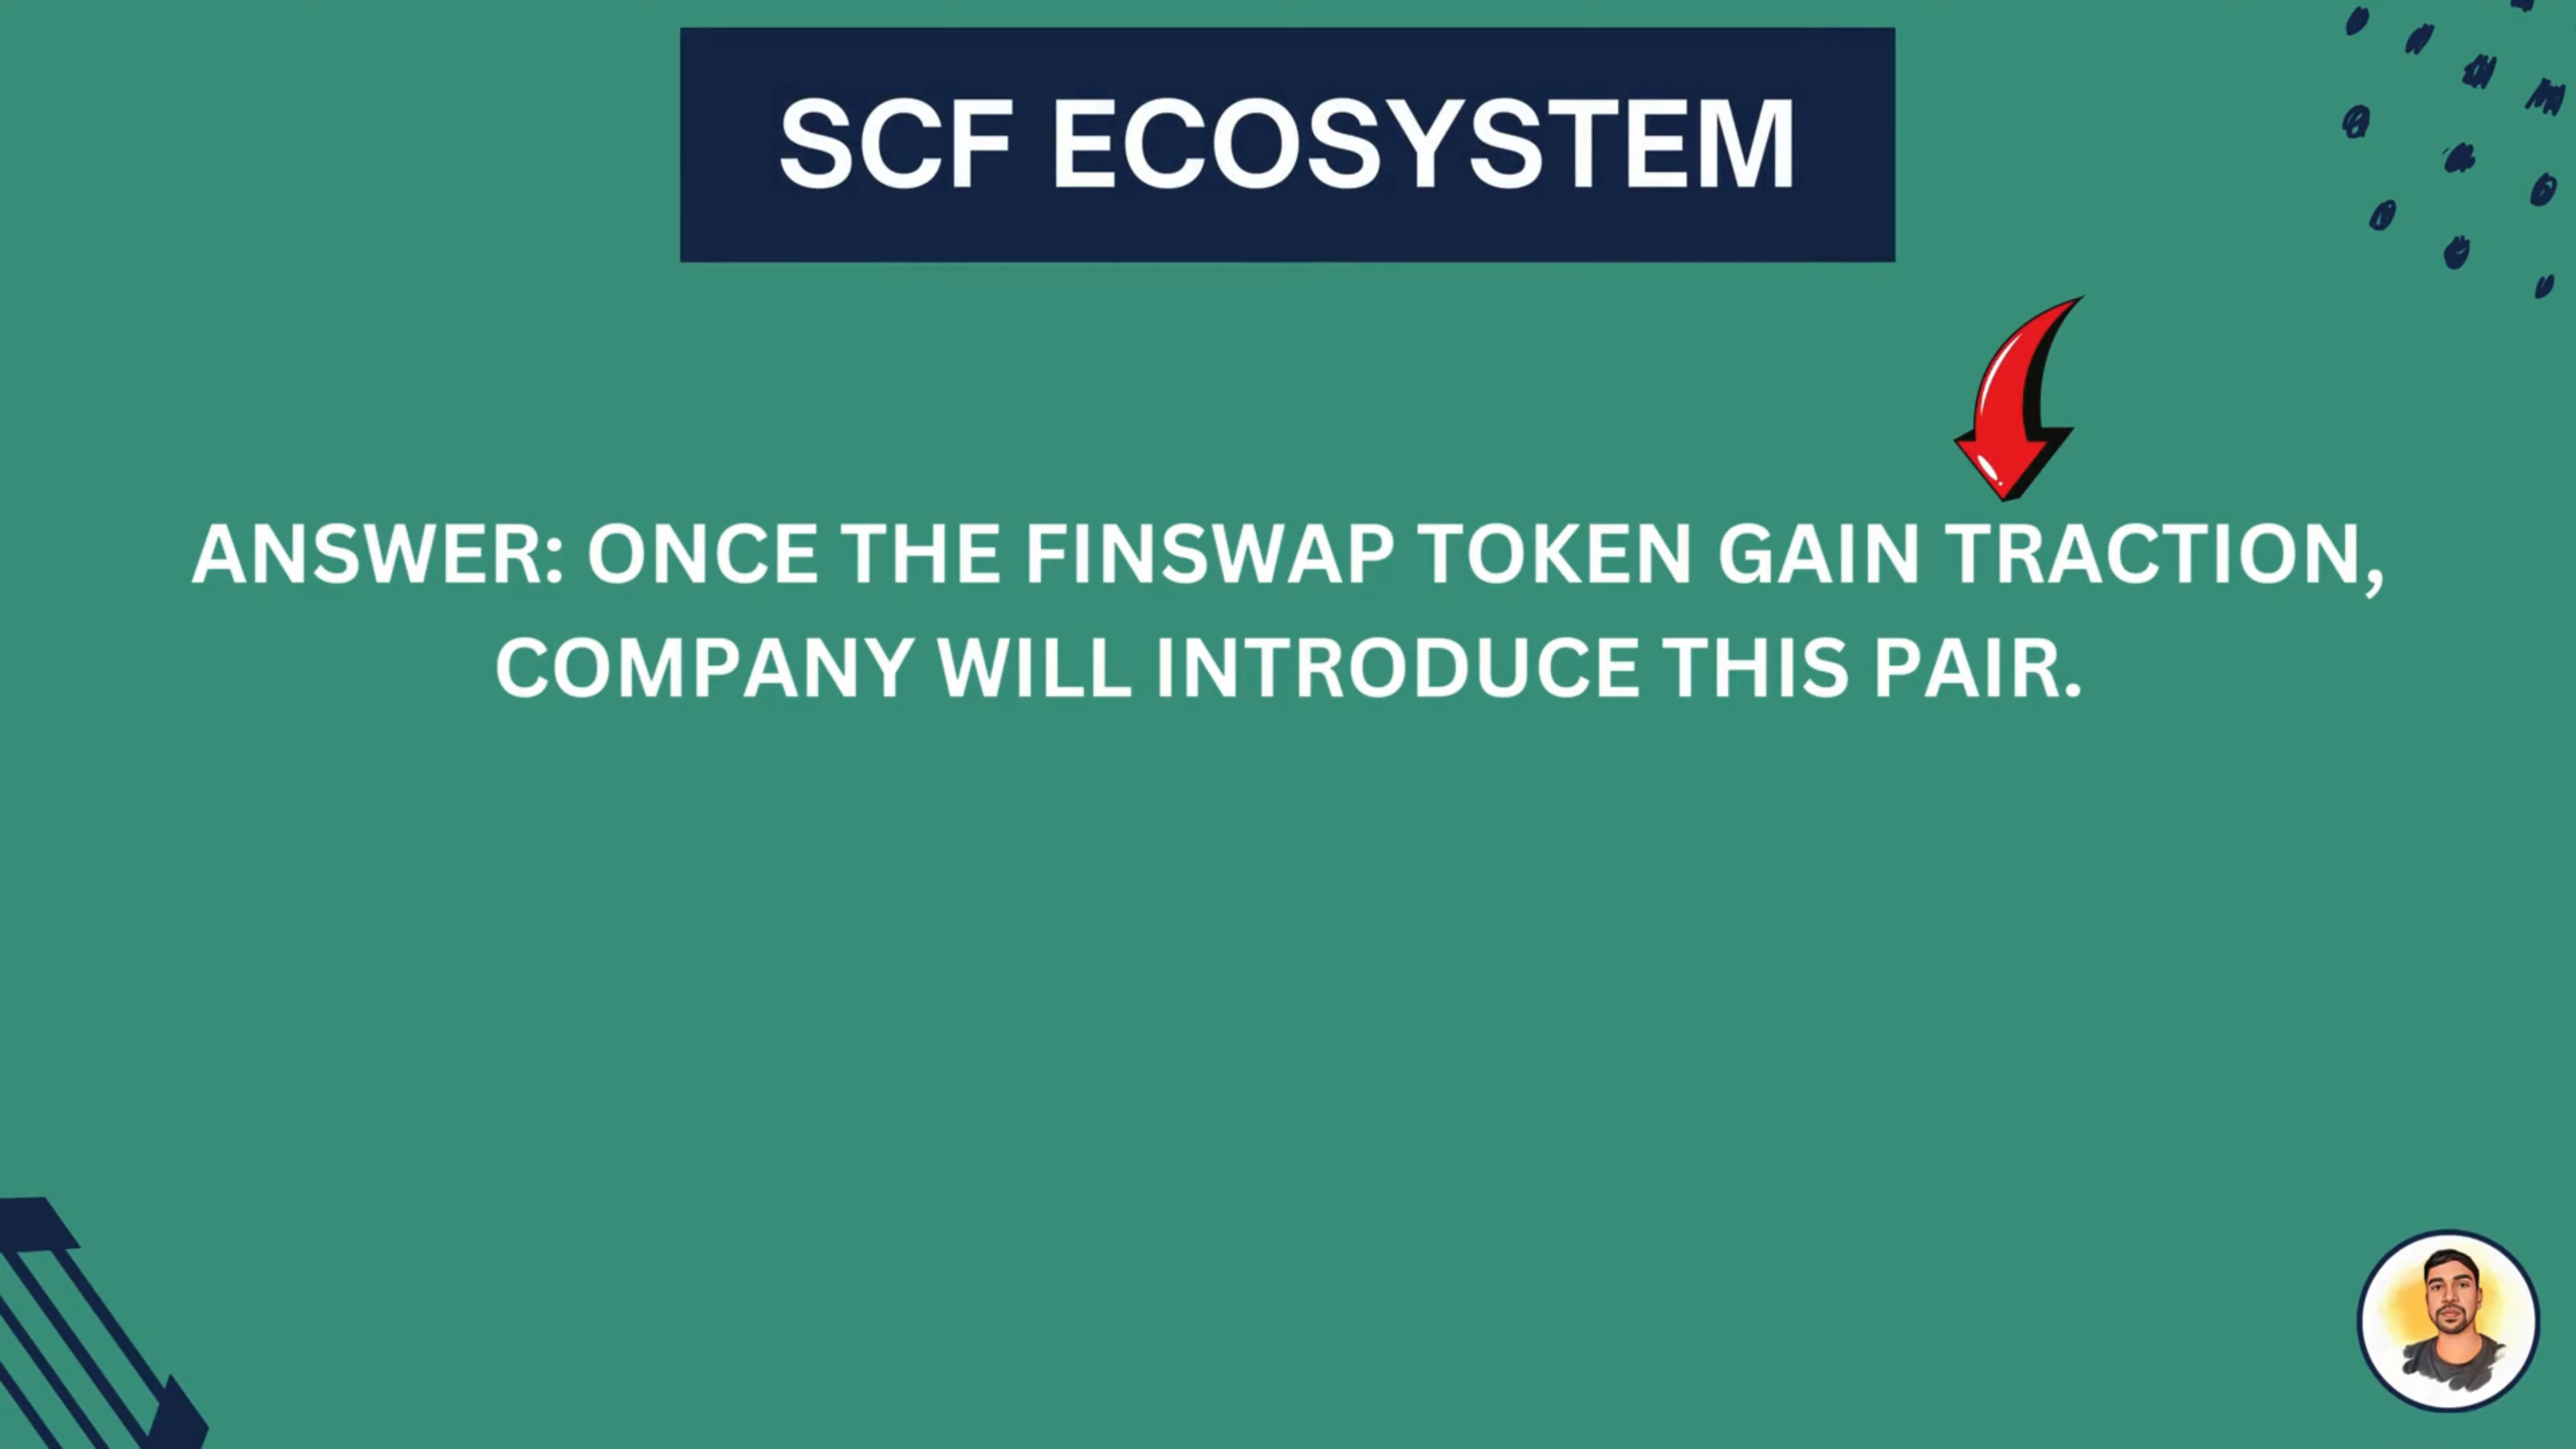 SCF ECOSYSTEM
ANSWER: ONCE THE FINSWAP TOKEN GAIN TRACTION,
COMPANY WILL INTRODUCE THIS PAIR.